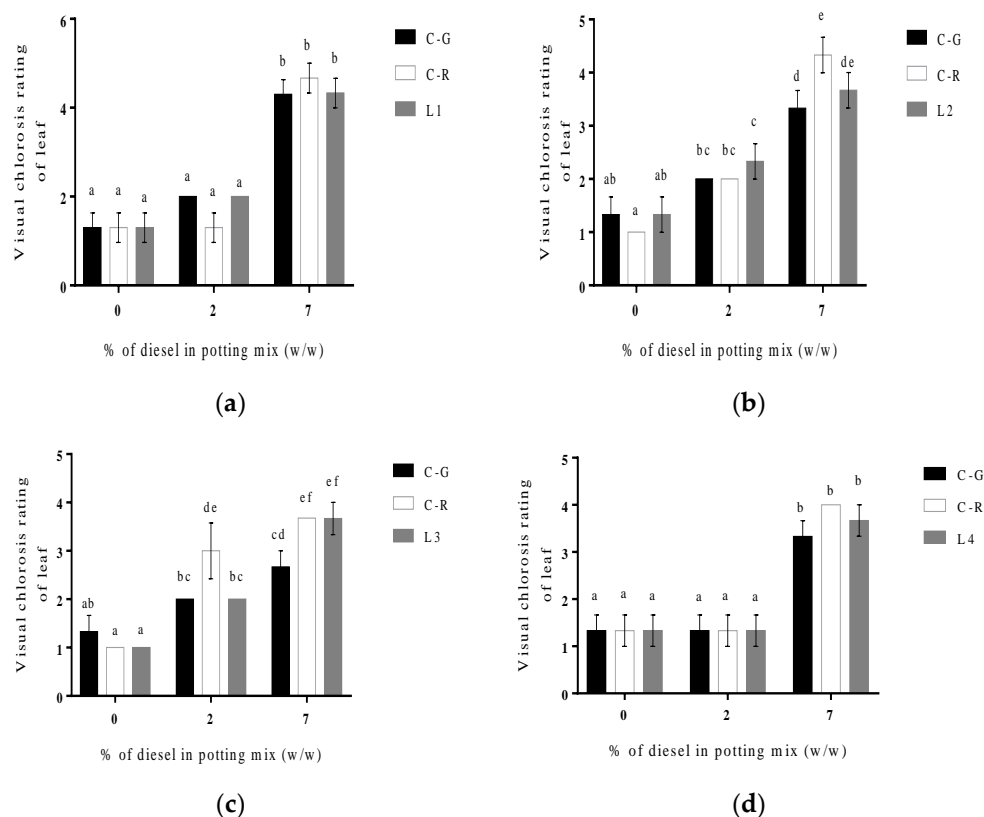 6
4
2
0
Visual chlorosis rating
of leaf
a a a
a a a
b b b
0 2 7
% of diesel in potting mix (w/w)
C-G
C-R
L1
(a)
5
4
3
2
1
0
Visual chlorosis rating
of leaf
ab a ab
bc bc c
d e de
0 2 7
% of diesel in potting mix (w/w)
C-G
C-R
L2
(b)
5
4
3
2
1
0
Visual chlorosis rating
of leaf
ab a a
bc de bc
cd ef ef
0 2 7
% of diesel in potting mix (w/w)
C-G
C-R
L3
(c)
5
4
3
2
1
0
Visual chlorosis rating
of leaf
a a a
a a a
b b b
0 2 7
% of diesel in potting mix (w/w)
C-G
C-R
L4
(d)